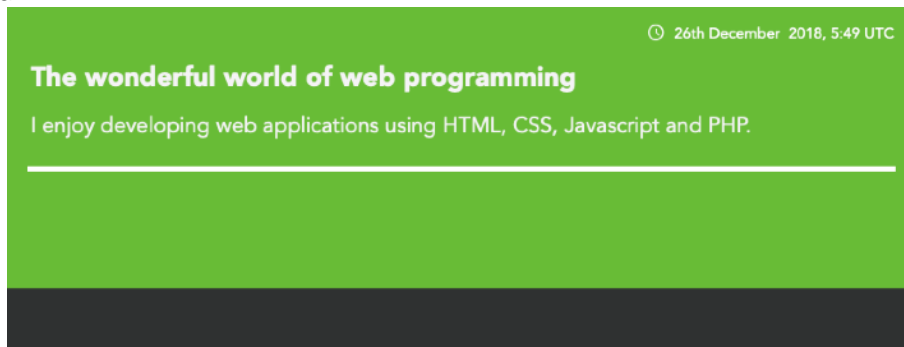 26th December 2018, 5:49 UTC
The wonderful world of web programming
I enjoy developing web applications using HTML, CSS, Javascript and PHP.